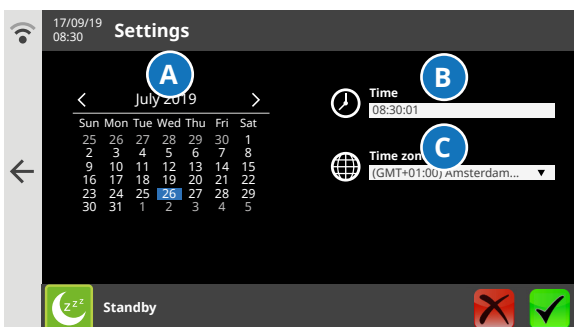 17/09/19
08:30
Settings
A
July 2019
Sun Mon Tue Wed Thu Fri Sat
25 26 27 28 29 30 1
2 3 4 5 6 7 8
9 10 11 12 13 14 15
16 17 18 19 20 21 22
23 24 25 26 27 28 29
30 31 1 2 3 4 5
B
Time
08:30:01
C
Time zon
(GMT+01:00) Amsterdam...
zzz
Standby